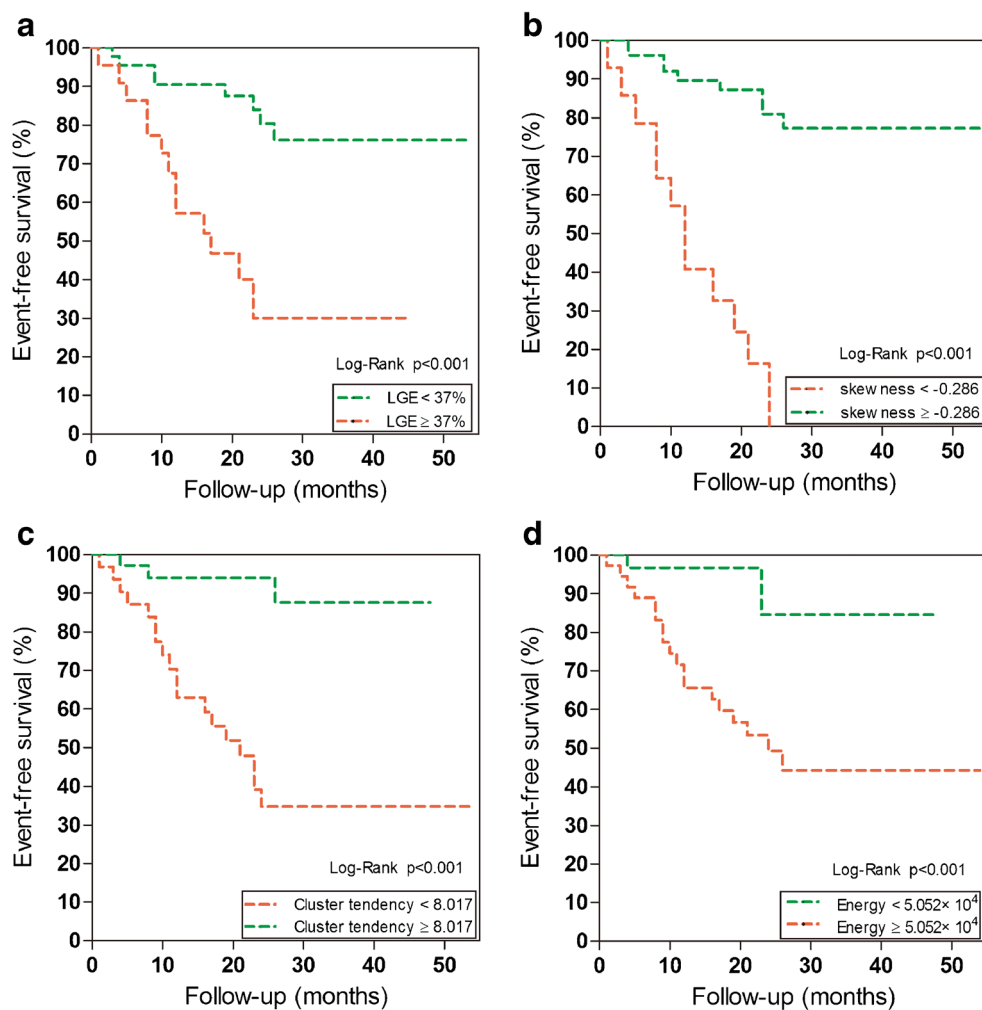 a
100
90
80
70
60
50
40
30
20
10
0
Event-free survival (%)
Log-Rank p<0.001
LGE < 37%
LGE ≥ 37%
0 10 20 30 40 50
Follow-up (months)
b
100
90
80
70
60
50
40
30
20
10
0
Event-free survival (%)
Log-Rank p<0.001
skew ness < -0.286
skew ness ≥ -0.286
0 10 20 30 40 50
Follow-up (months)
c
100
90
80
70
60
50
40
30
20
10
0
Event-free survival (%)
Log-Rank p<0.001
Cluster tendency < 8.017
Cluster tendency ≥ 8.017
0 10 20 30 40 50
Follow-up (months)
d
100
90
80
70
60
50
40
30
20
10
0
Event-free survival (%)
Log-Rank p<0.001
Energy < 5.052× 10⁴
Energy ≥ 5.052× 10⁴
0 10 20 30 40 50
Follow-up (months)